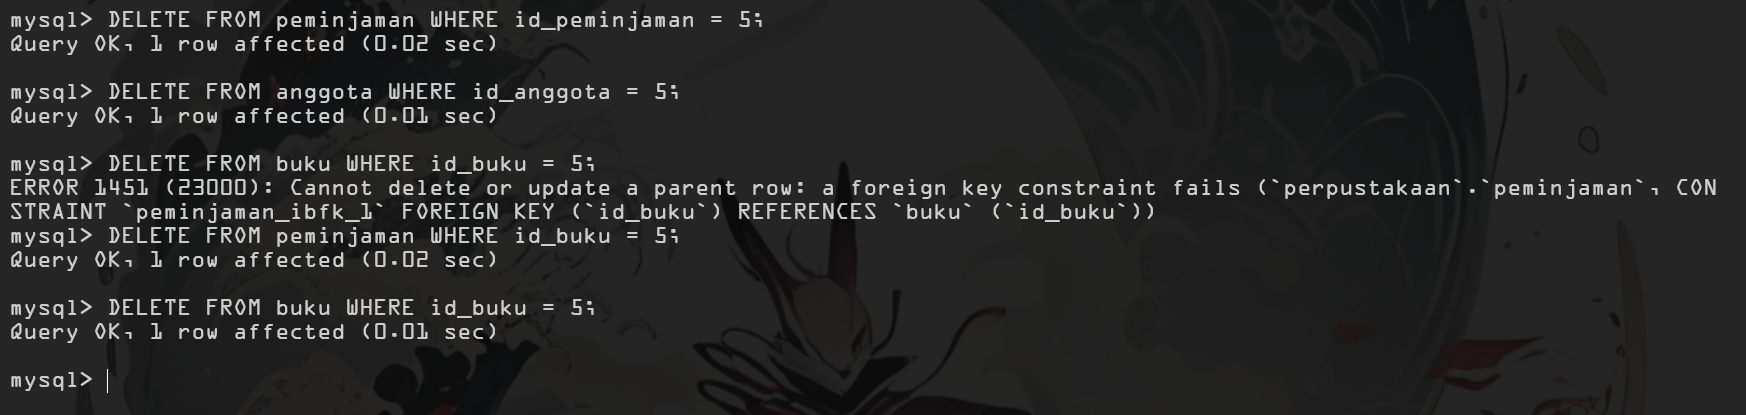 mysql> DELETE FROM peminjaman WHERE id_peminjaman = 5;
Query OK, 1 row affected (0.02 sec)
mysql> DELETE FROM anggota WHERE id_anggota = 5;
Query OK, 1 row affected (0.01 sec)
mysql> DELETE FROM buku WHERE id_buku = 5;
ERROR 1451 (23000): Cannot delete or update a parent row: a foreign key constraint fails (`perpustakaan`.`peminjaman`, CON
STRAINT `peminjaman_ibfk_1` FOREIGN KEY (`id_buku`) REFERENCES `buku` (`id_buku`))
mysql> DELETE FROM peminjaman WHERE id_buku = 5;
Query OK, 1 row affected (0.02 sec)
mysql> DELETE FROM buku WHERE id_buku = 5;
Query OK, 1 row affected (0.01 sec)
mysql>